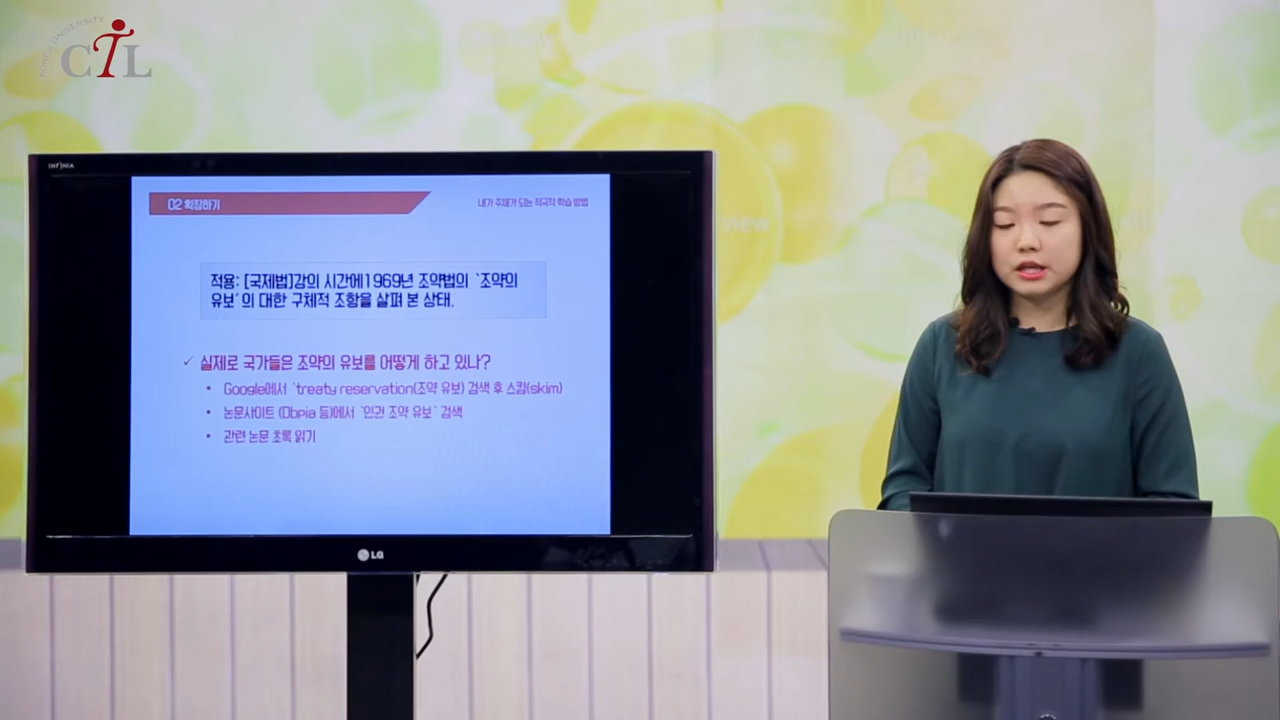 KOREA UNIVERSITY
CTL
INFINIA
02 확장하기
내가 주체가 되는 적극적 학습 방법
적용: [국제법]강의 시간에1969년 조약법의 '조약의
유보'의 대한 구체적 조항을 살펴 본 상태.
✓ 실제로 국가들은 조약의 유보를 어떻게 하고 있나?
• Google에서 'treaty reservation(조약 유보) 검색 후 스킴(skim)
• 논문사이트 (Dbpia 등)에서 '인권 조약 유보' 검색
• 관련 논문 초록 읽기
LG
view